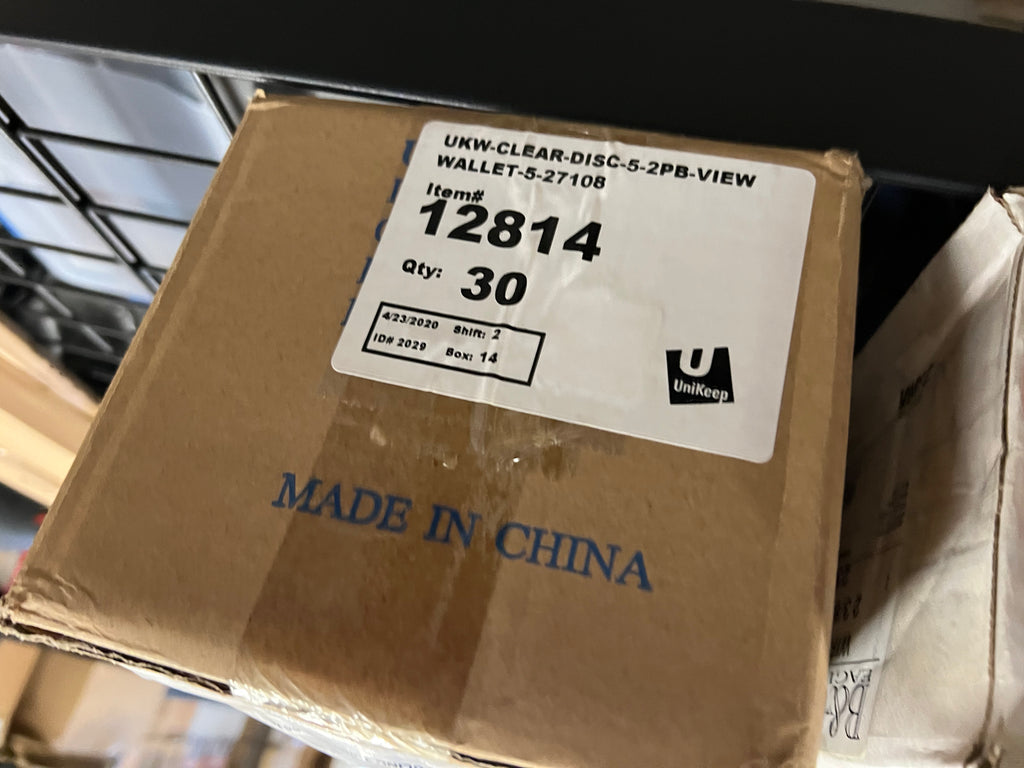 UKW-CLEAR-DISC-5-2PB-VIEW
WALLET-5-27108
Item#
12814
Qty: 30
4/23/2020 Shift: 2
ID# 2029 Box: 14
U
UniKeep
MADE IN CHINA